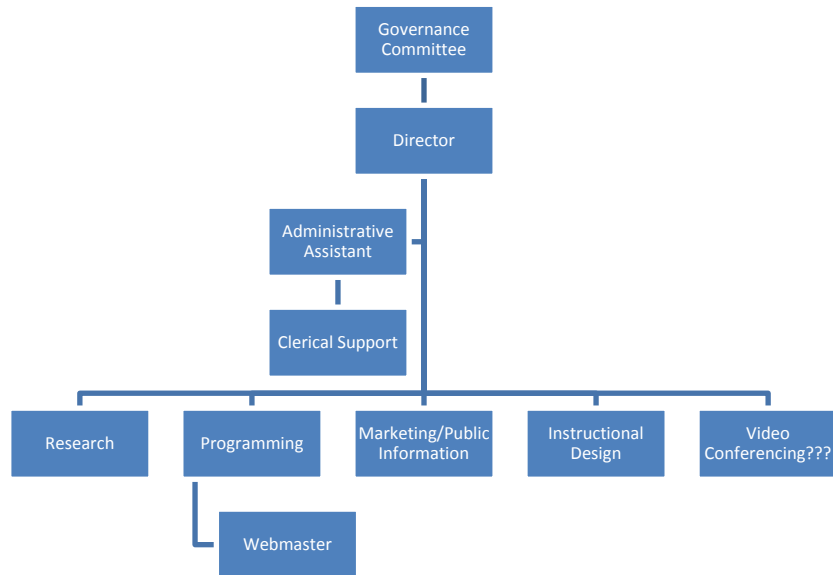 Governance
Committee
Director
Administrative
Assistant
Clerical Support
Research
Programming
Marketing/Public
Information
Instructional
Design
Video
Conferencing???
Webmaster